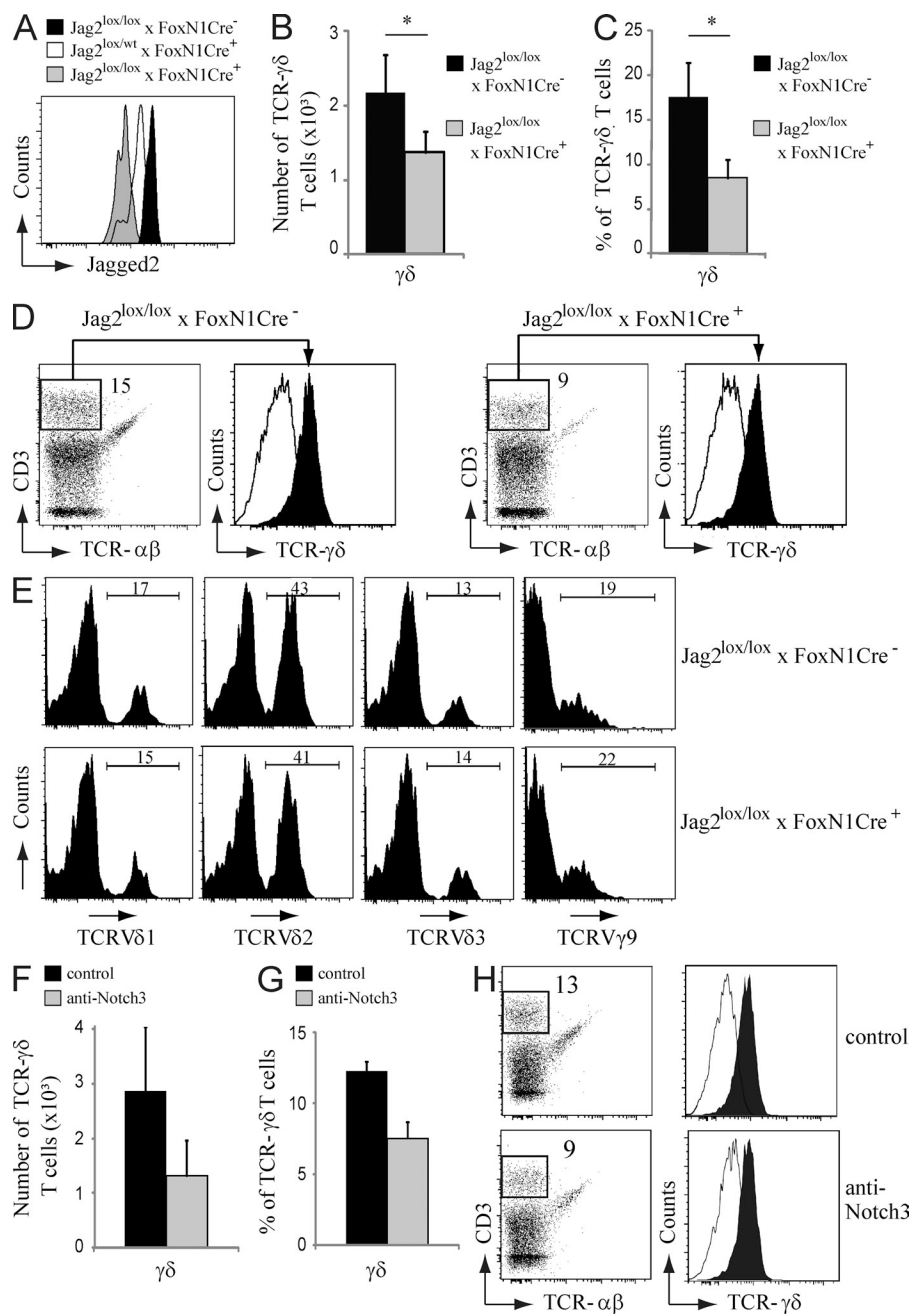 A
Jag2lox/lox x FoxN1Cre-
Jag2lox/wt x FoxN1Cre+
Jag2lox/lox x FoxN1Cre+
Counts
Jagged2
B
*
Number of TCR-γδ
T cells (x10³)
3
2
1
0
γδ
Jag2lox/lox
x FoxN1Cre-
Jag2lox/lox
x FoxN1Cre+
C
*
% of TCR-γδ T cells
25
20
15
10
5
0
γδ
Jag2lox/lox
x FoxN1Cre-
Jag2lox/lox
x FoxN1Cre+
D
Jag2lox/lox x FoxN1Cre-
15
CD3
TCR- αβ
Counts
TCR-γδ
Jag2lox/lox x FoxN1Cre+
9
CD3
TCR- αβ
Counts
TCR-γδ
E
17
43
13
19
Jag2lox/lox x FoxN1Cre-
15
41
14
22
Jag2lox/lox x FoxN1Cre+
Counts
TCRVδ1
TCRVδ2
TCRVδ3
TCRVγ9
F
control
anti-Notch3
Number of TCR-γδ
T cells (x10³)
4
3
2
1
0
γδ
G
control
anti-Notch3
% of TCR-γδ T cells
15
10
5
0
γδ
H
13
control
9
anti-
Notch3
CD3
TCR-αβ
Counts
TCR- γδ